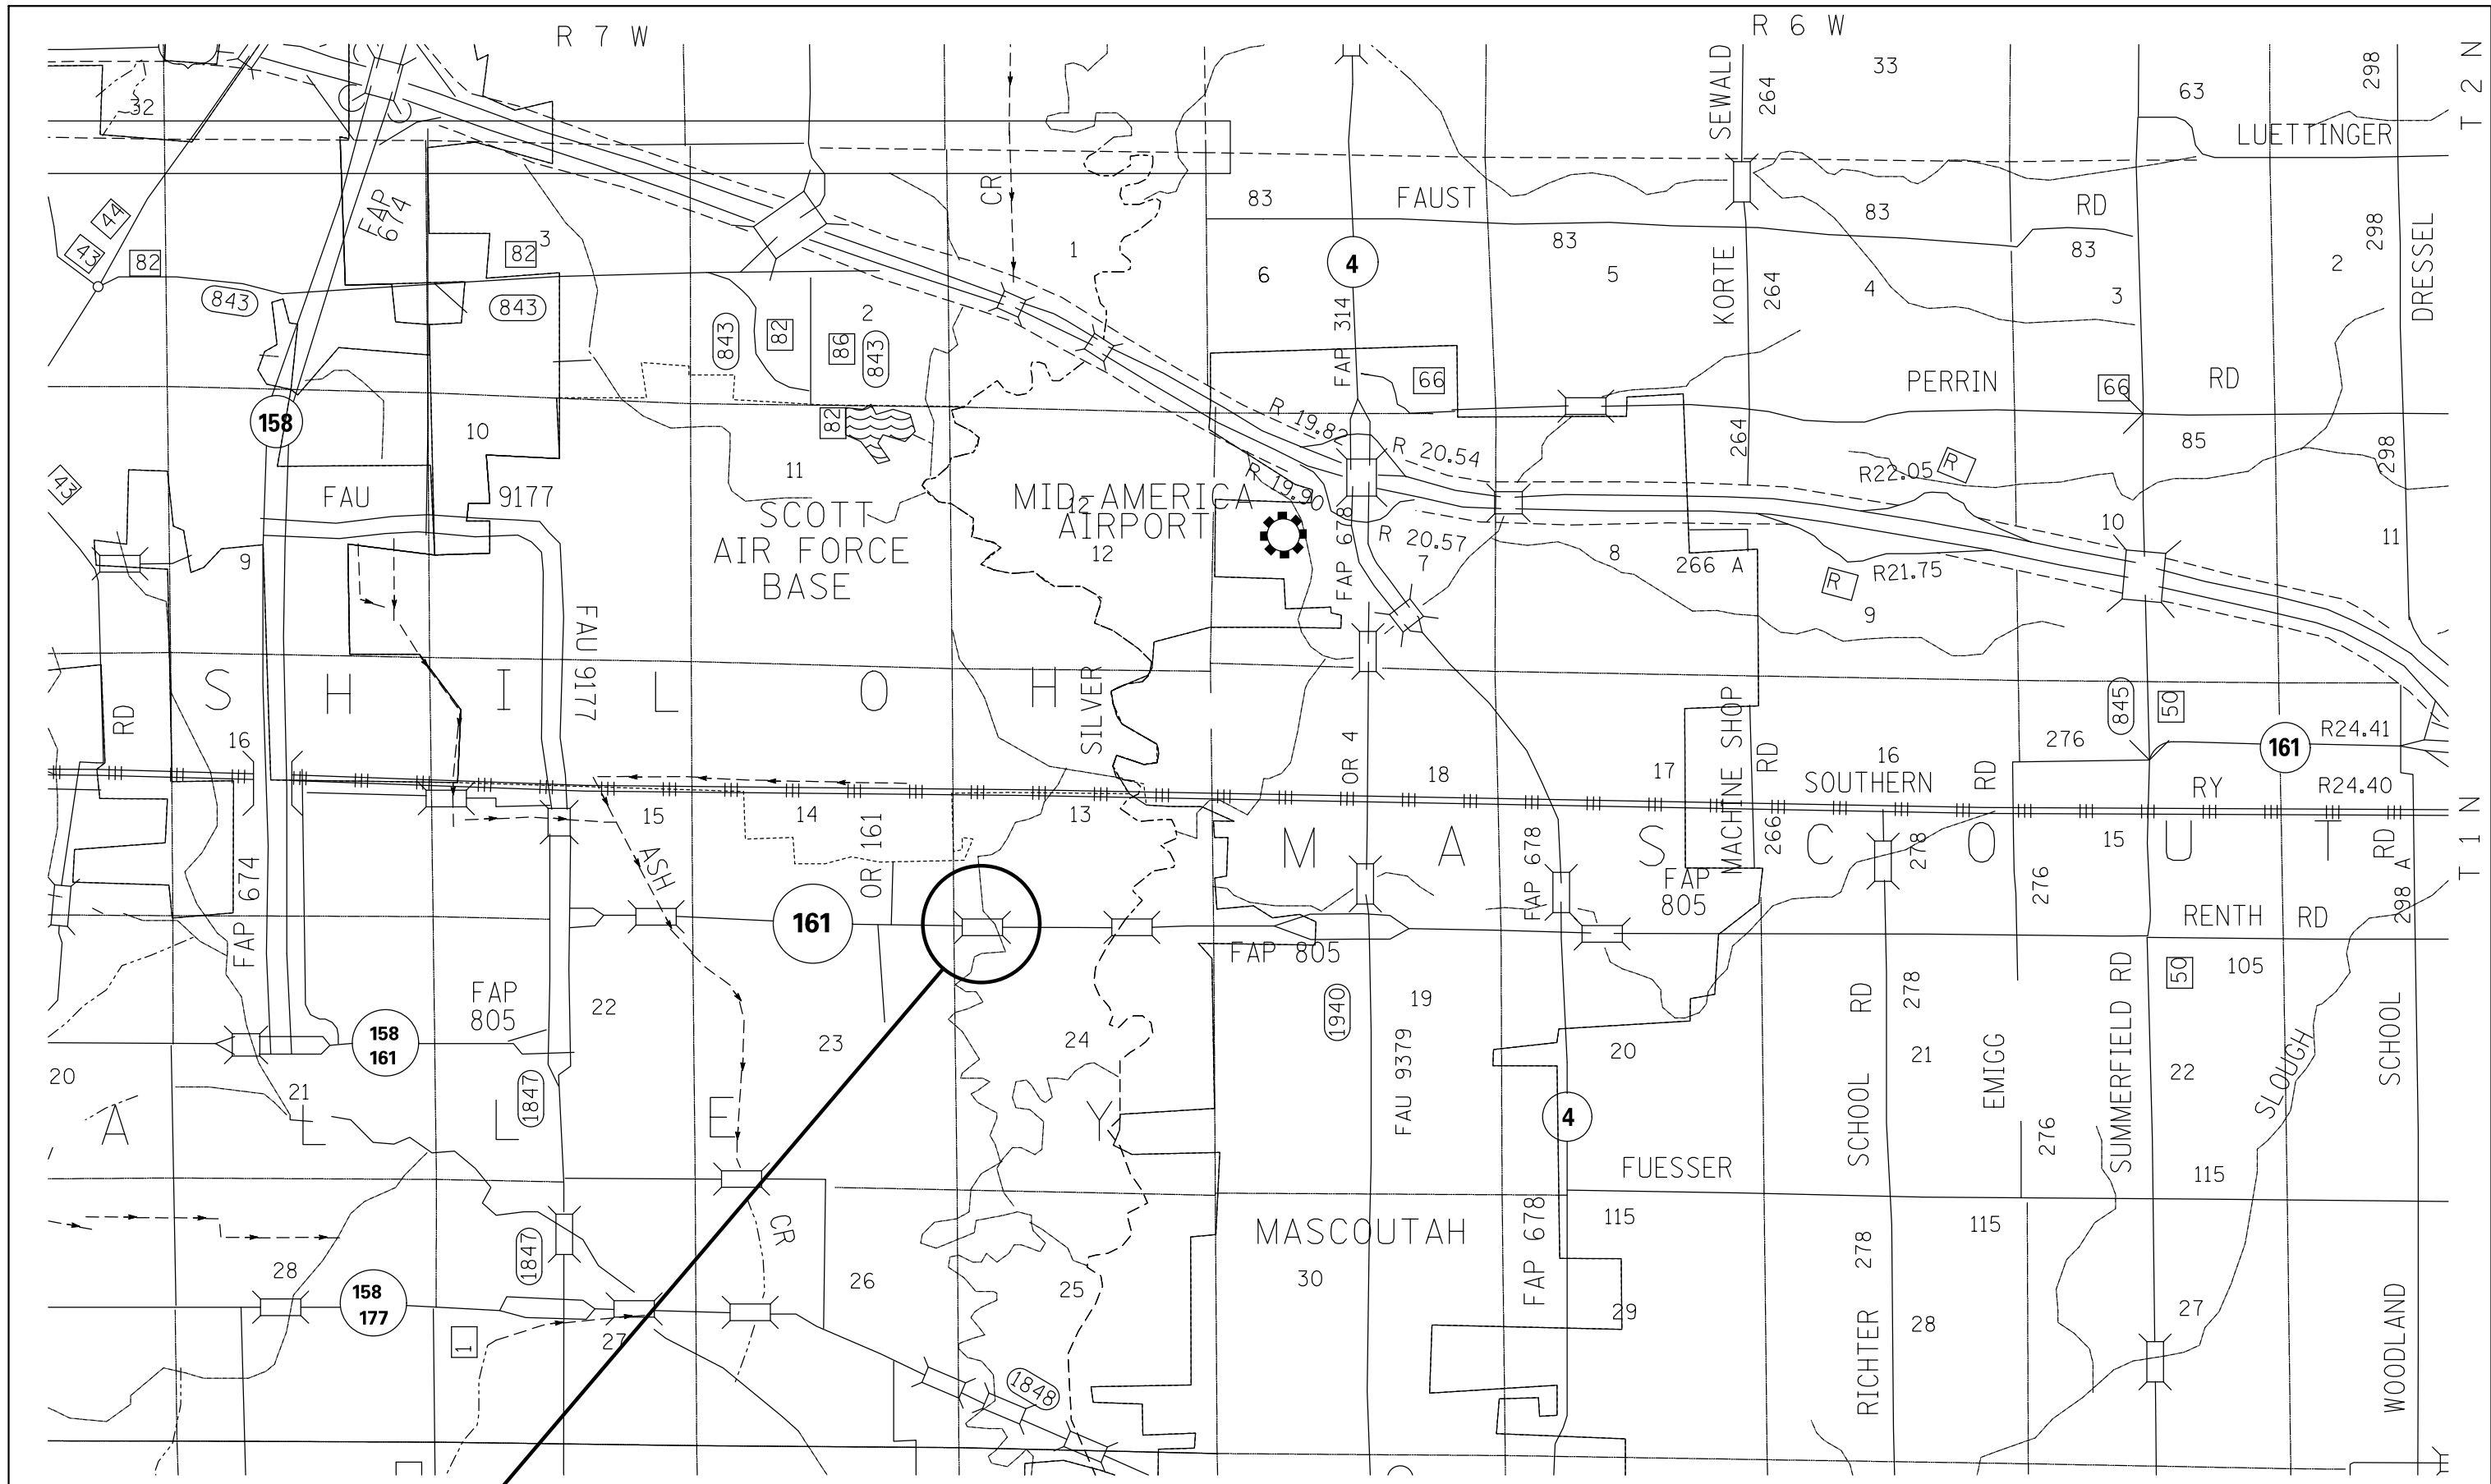 R 7 W
R 6 W
T 2 N
32
SEWALD
264
33
63
298
LUETTINGER
CR
FAP
674
44
43
82
3
82
1
83
FAUST
83
RD
83
83
298
DRESSEL
843
843
2
843
82
86
843
6
4
5
KORTE
264
4
3
2
FAP 314
66
PERRIN
66
RD
158
10
82
11
R 19.82
R 20.54
264
R22.05
R
85
298
43
FAU
9177
SCOTT
AIR FORCE
BASE
MID-AMERICA
AIRPORT
12
12
R 19.90
FAP 678
R 20.57
7
8
266 A
R
R21.75
9
10
11
9
FAU 9177
S H I L O H
RD
SILVER
OR 4
MACHINE SHOP
RD
845
50
161
R24.41
276
16
15
14
13
18
17
16
SOUTHERN
RD
RY
R24.40
T 1 N
FAP 674
ASH
OR 161
161
M A S C O U T
FAP 678
FAP
805
266
278
276
15
RD
298 A
RENTH RD
FAP 805
FAP
805
158
161
22
23
24
1940
19
FAU 9379
20
SCHOOL RD
278
21
EMIGG
276
SUMMERFIELD RD
50
105
22
SLOUGH
SCHOOL
20
21
1847
A L L E Y
4
FUESSER
115
MASCOUTAH
30
FAP 678
115
115
28
1847
CR
26
25
158
177
1
27
1848
29
RICHTER
278
28
27
WOODLAND